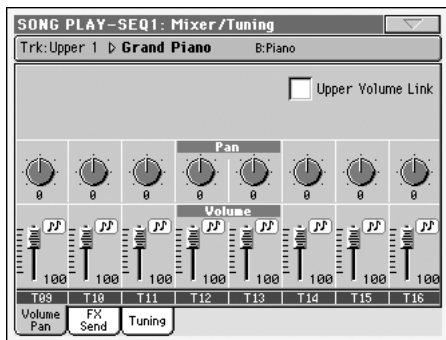 SONG PLAY-SEQ1: Mixer/Tuning
Trk:Upper 1 ▷ Grand Piano B:Piano
Upper Volume Link
Pan
0 0 0 0 0 0 0 0
Volume
100 100 100 100 100 100 100 100
T09 T10 T11 T12 T13 T14 T15 T16
Volume Pan FX Send Tuning